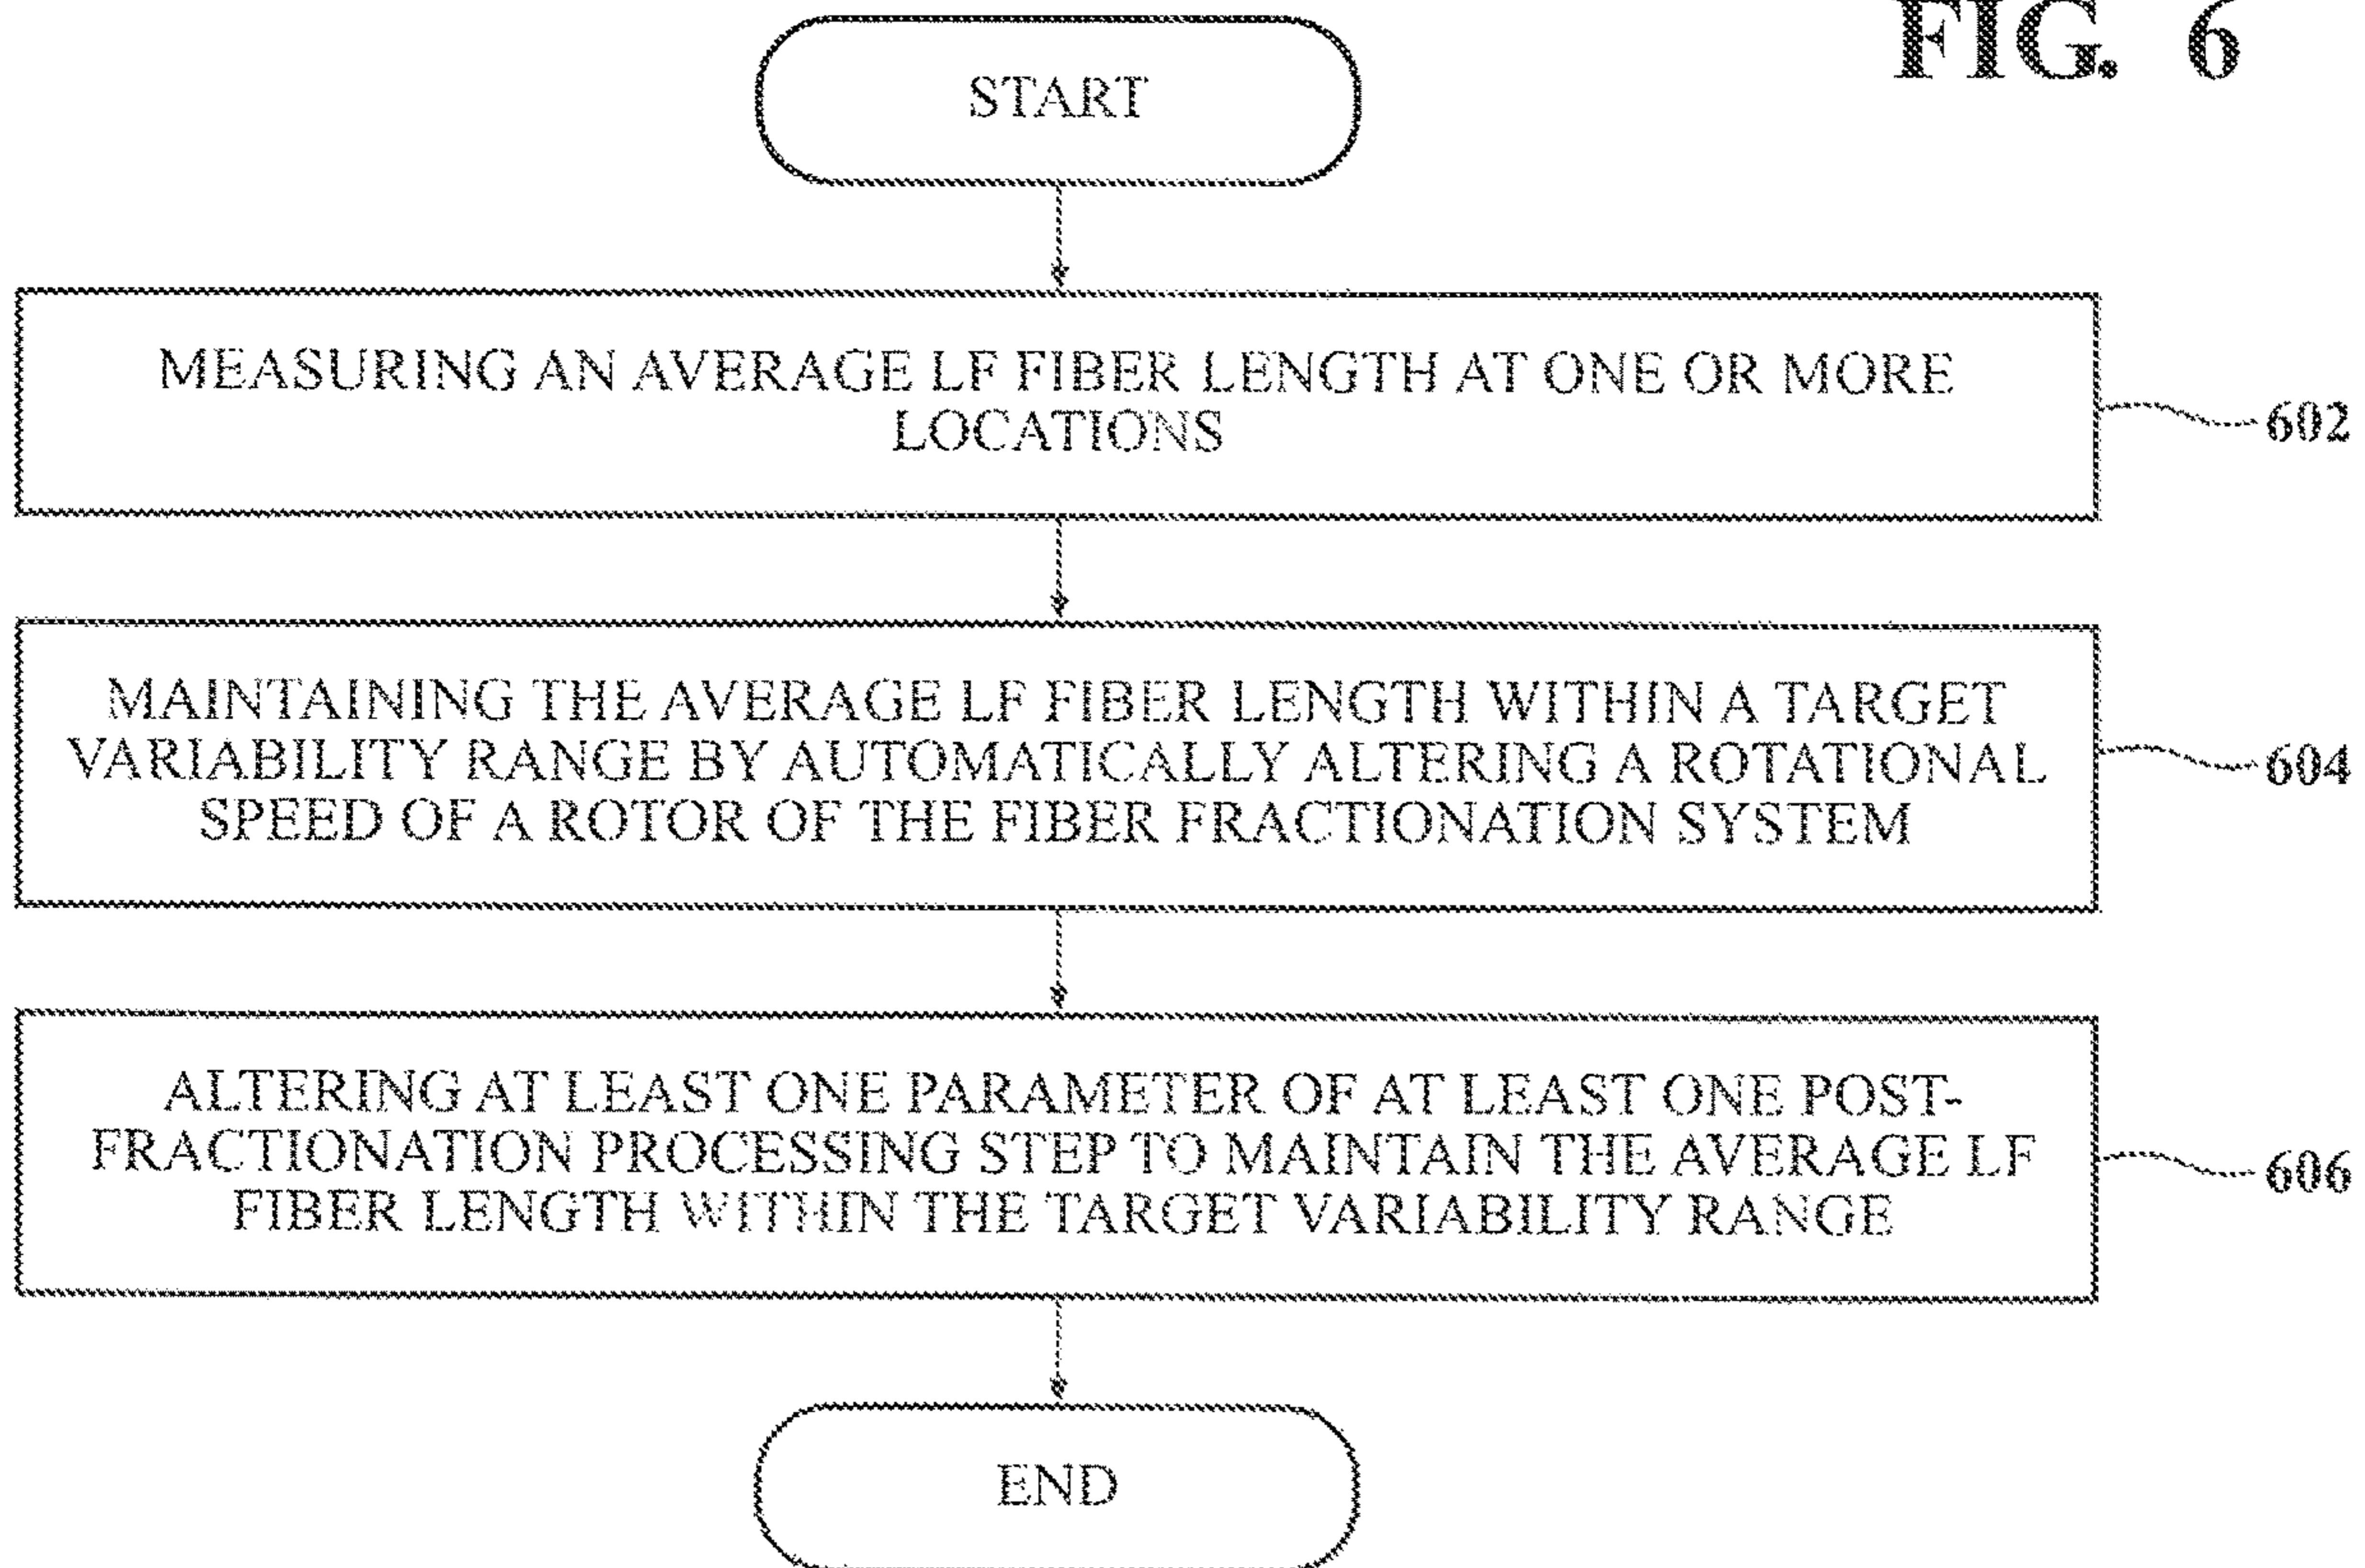 FIG. 6
START
MEASURING AN AVERAGE LF FIBER LENGTH AT ONE OR MORE
LOCATIONS
602
MAINTAINING THE AVERAGE LF FIBER LENGTH WITHIN A TARGET
VARIABILITY RANGE BY AUTOMATICALLY ALTERING A ROTATIONAL
SPEED OF A ROTOR OF THE FIBER FRACTIONATION SYSTEM
604
ALTERING AT LEAST ONE PARAMETER OF AT LEAST ONE POST-
FRACTIONATION PROCESSING STEP TO MAINTAIN THE AVERAGE LF
FIBER LENGTH WITHIN THE TARGET VARIABILITY RANGE
606
END